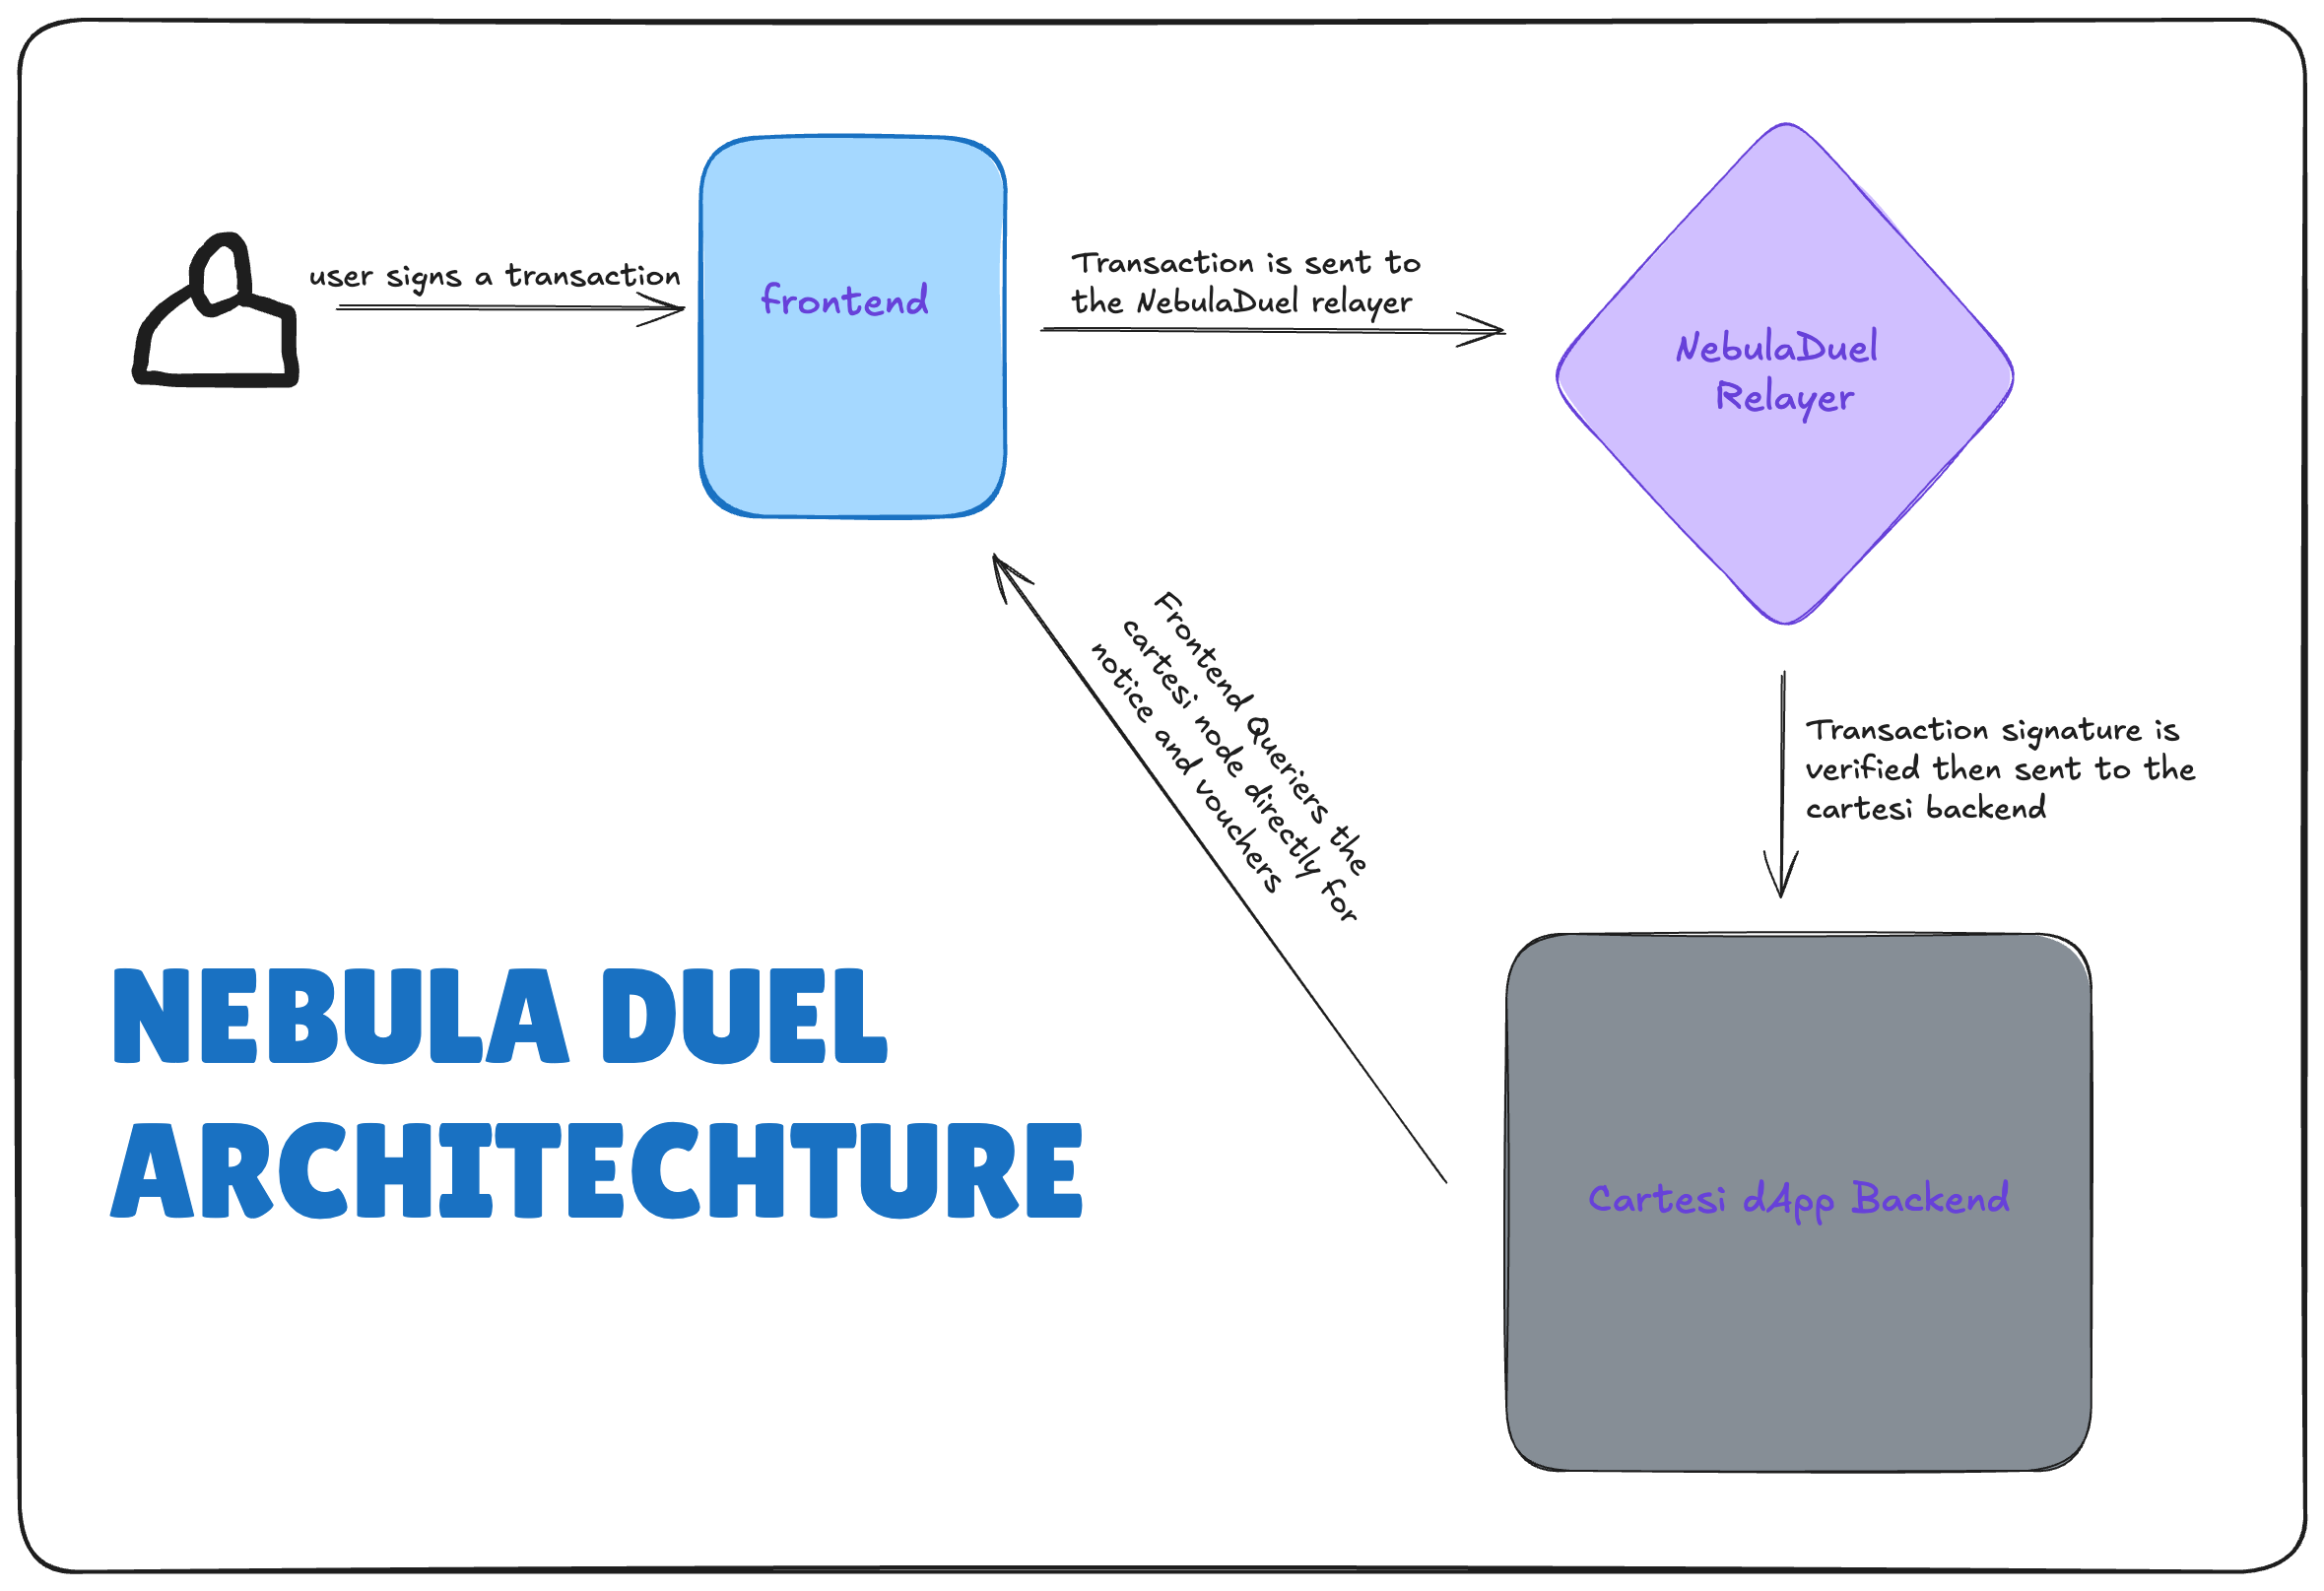 user signs a transaction
frontend
Transaction is sent to
the NebulaDuel relayer
NebulaDuel
Relayer
Frontend Queriers the
cartesi node directly for
notice and vouchers
Transaction signature is
verified then sent to the
cartesi backend
NEBULA DUEL
ARCHITECHTURE
Cartesi dApp Backend